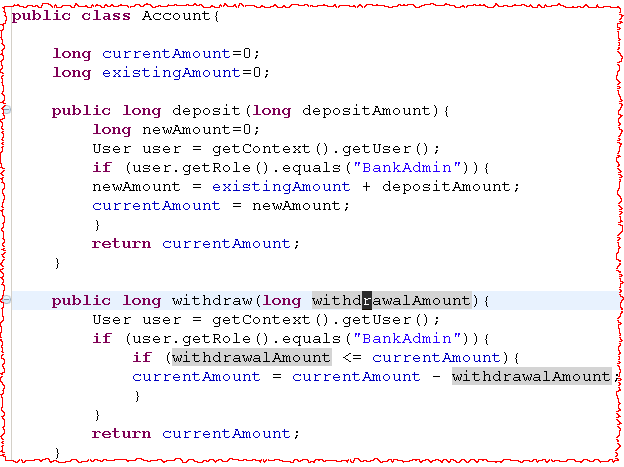 public class Account{
long currentAmount=0;
long existingAmount=0;
public long deposit(long depositAmount){
long newAmount=0;
User user = getContext().getUser();
if (user.getRole().equals("BankAdmin")){
newAmount = existingAmount + depositAmount;
currentAmount = newAmount;
}
return currentAmount;
}
public long withdraw(long withdrawalAmount){
User user = getContext().getUser();
if (user.getRole().equals("BankAdmin")){
if (withdrawalAmount <= currentAmount){
currentAmount = currentAmount - withdrawalAmount;
}
}
return currentAmount;
}